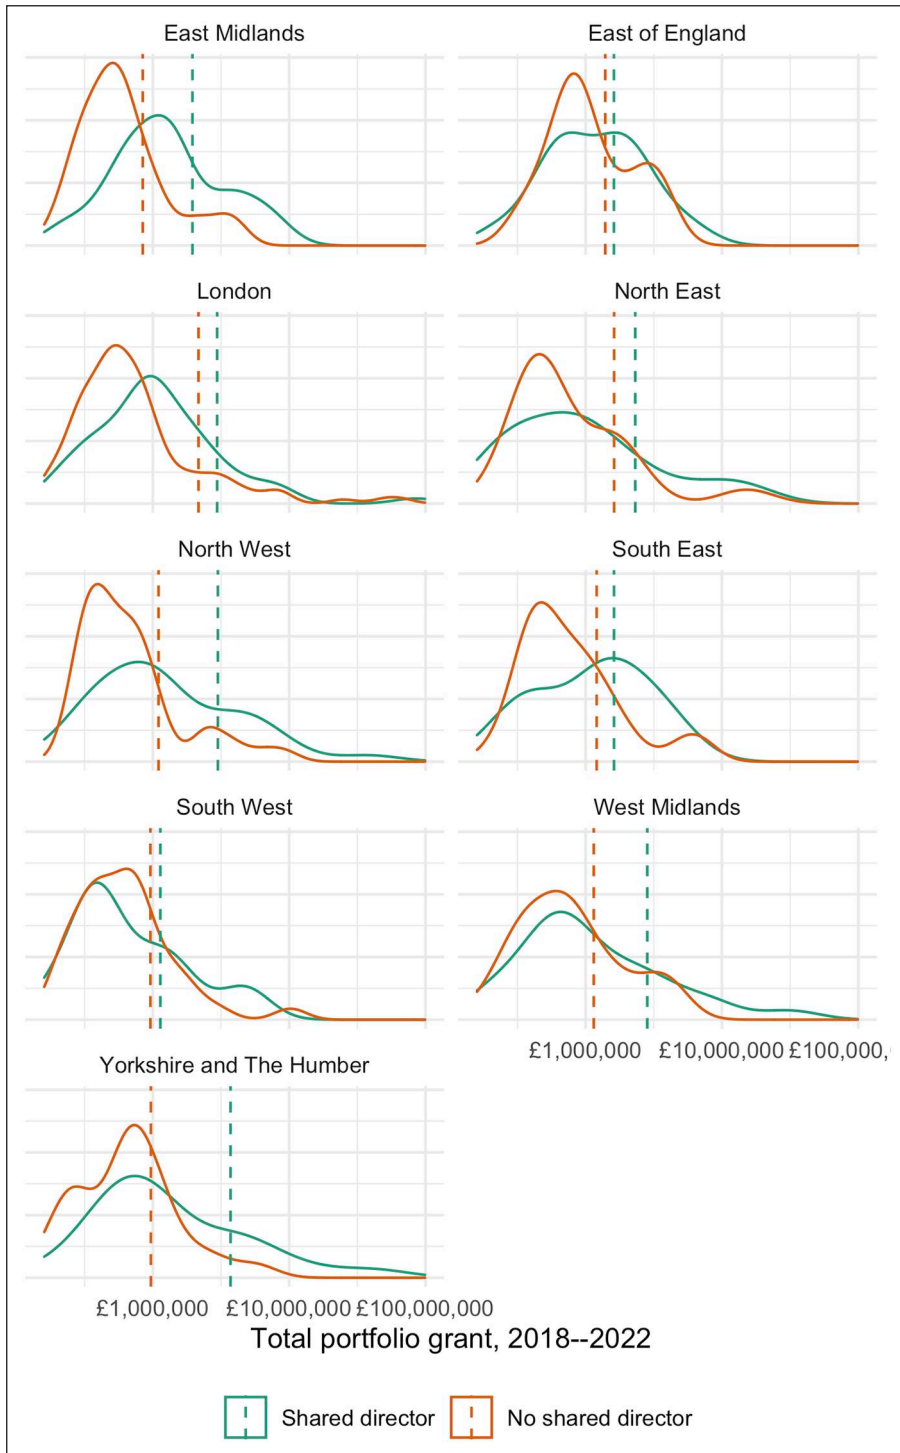 East Midlands
East of England
London
North East
North West
South East
South West
West Midlands
£1,000,000 £10,000,000 £100,000,
Yorkshire and The Humber
£1,000,000 £10,000,000 £100,000,000
Total portfolio grant, 2018--2022
Shared director
No shared director